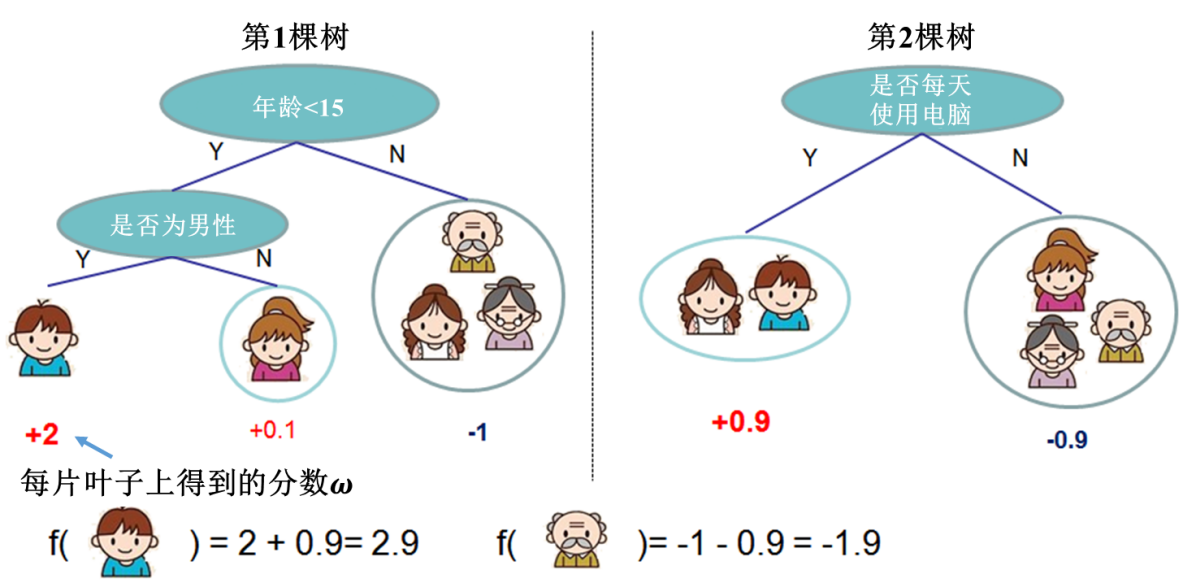 第1棵树
年龄<15
Y
N
是否为男性
Y
N
+2
+0.1
-1
每片叶子上得到的分数ω
第2棵树
是否每天
使用电脑
Y
N
+0.9
-0.9
f( ) = 2 + 0.9= 2.9
f( )= -1 - 0.9 = -1.9